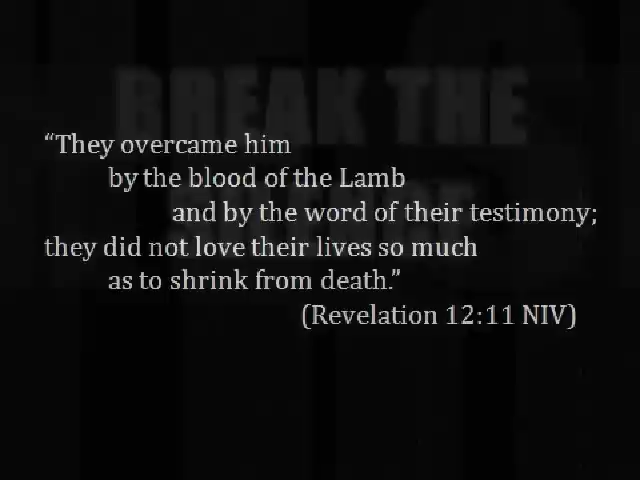 BREAK THE
“They overcame him
by the blood of the Lamb
and by the word of their testimony;
they did not love their lives so much
as to shrink from death.”
(Revelation 12:11 NIV)